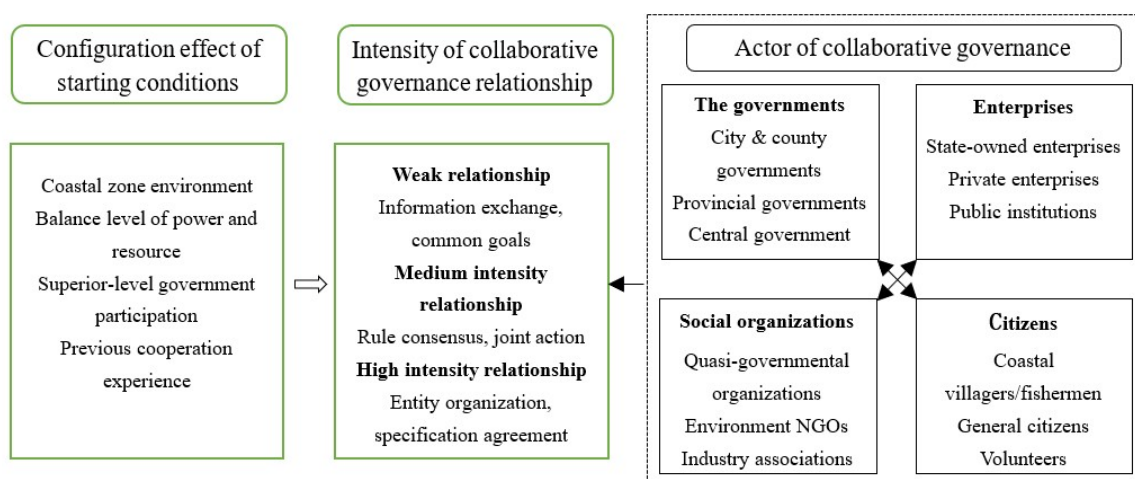 Configuration effect of
starting conditions
Coastal zone environment
Balance level of power and
resource
Superior-level government
participation
Previous cooperation
experience
Intensity of collaborative
governance relationship
Weak relationship
Information exchange,
common goals
Medium intensity
relationship
Rule consensus, joint action
High intensity relationship
Entity organization,
specification agreement
Actor of collaborative governance
The governments
City & county
governments
Provincial governments
Central government
Enterprises
State-owned enterprises
Private enterprises
Public institutions
Social organizations
Quasi-governmental
organizations
Environment NGOs
Industry associations
Citizens
Coastal
villagers/fishermen
General citizens
Volunteers